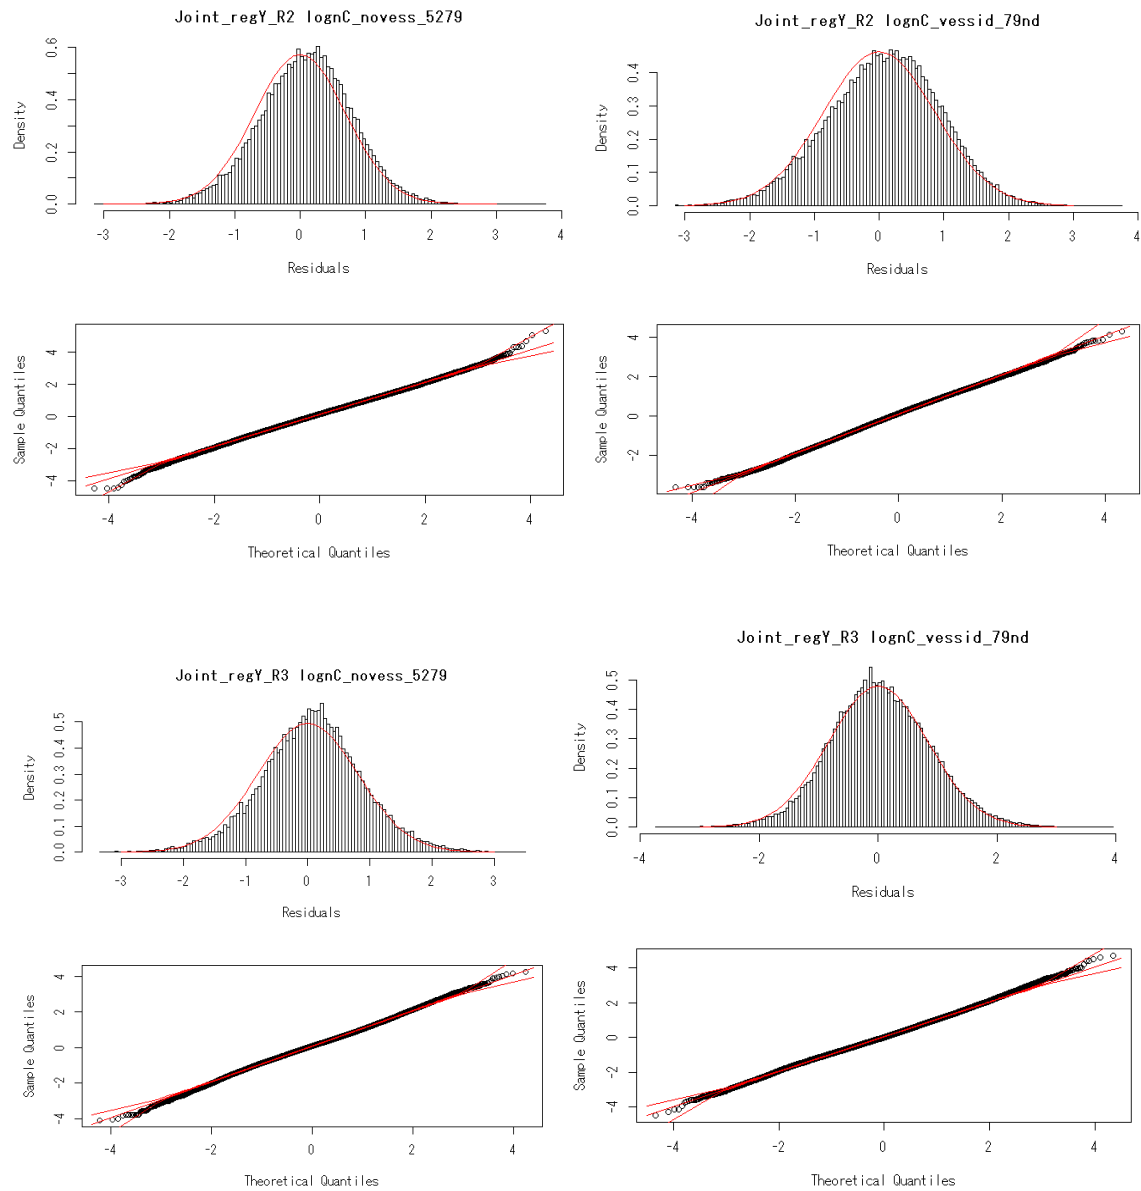 Joint_regY_R2 lognC_novess_5279
Density
0.0 0.2 0.4 0.6
-3 -2 -1 0 1 2 3 4
Residuals
Sample Quantiles
-4 -2 0 2 4
-4 -2 0 2 4
Theoretical Quantiles
Joint_regY_R2 lognC_vessid_79nd
Density
0.0 0.1 0.2 0.3 0.4
-3 -2 -1 0 1 2 3 4
Residuals
Sample Quantiles
-2 0 2 4
-4 -2 0 2 4
Theoretical Quantiles
Joint_regY_R3 lognC_novess_5279
Density
0.0 0.1 0.2 0.3 0.4 0.5
-3 -2 -1 0 1 2 3
Residuals
Sample Quantiles
-4 -2 0 2 4
-4 -2 0 2 4
Theoretical Quantiles
Joint_regY_R3 lognC_vessid_79nd
Density
0.0 0.1 0.2 0.3 0.4 0.5
-4 -2 0 2 4
Residuals
Sample Quantiles
-4 -2 0 2 4
-4 -2 0 2 4
Theoretical Quantiles